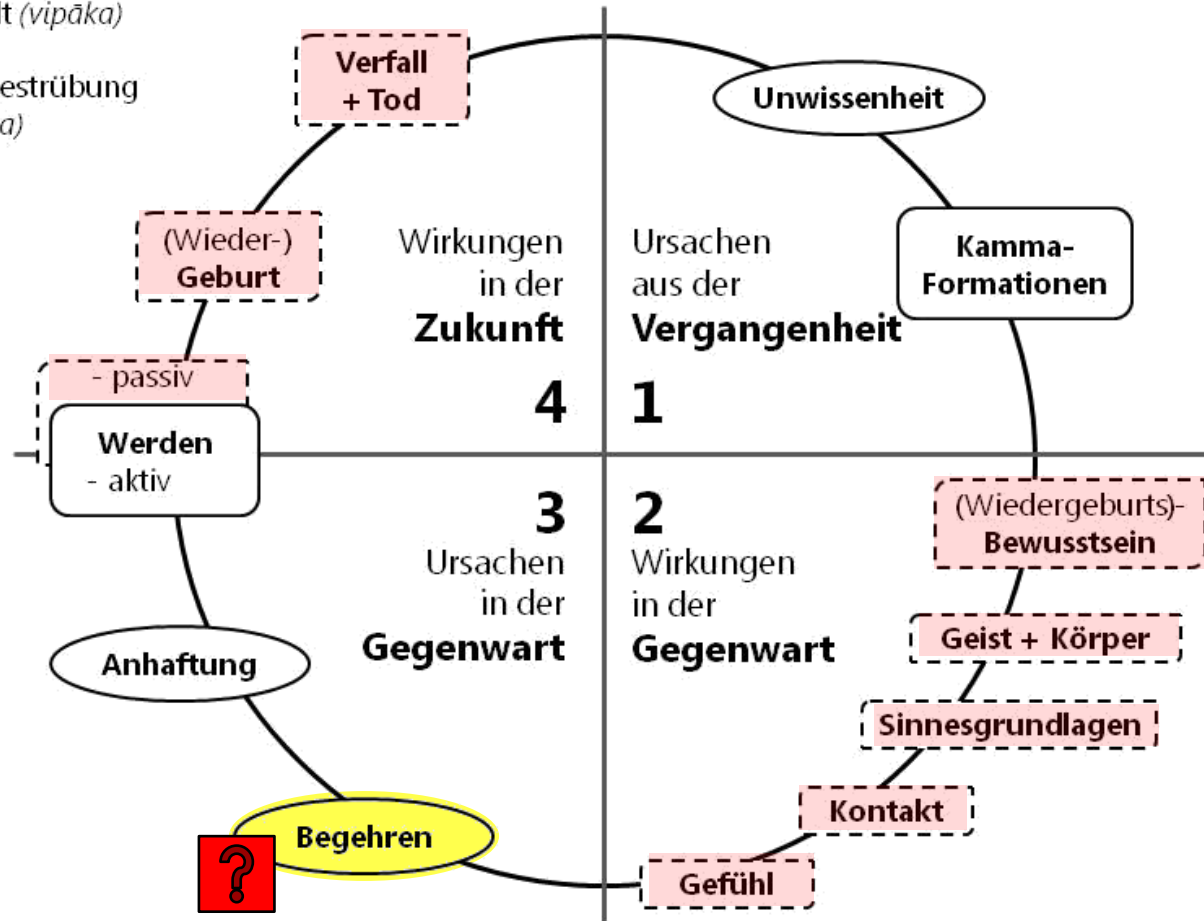 lt (vipāka)
estrübung
a)
Verfall
+ Tod
Unwissenheit
(Wieder-)
Geburt
Wirkungen
in der
Zukunft
4
Ursachen
aus der
Vergangenheit
1
Kamma-
Formationen
- passiv
Werden
- aktiv
3
Ursachen
in der
Gegenwart
2
Wirkungen
in der
Gegenwart
(Wiedergeburts)-
Bewusstsein
Geist + Körper
Anhaftung
Sinnesgrundlagen
Kontakt
Begehren
?
Gefühl